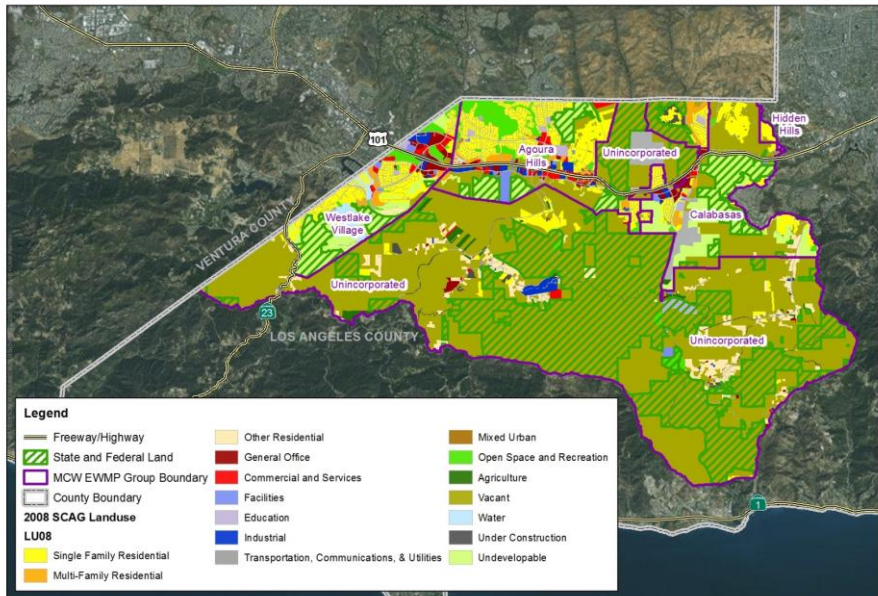 Hidden
Hills
101
Agoura
Hills
Unincorporated
VENTURA COUNTY
Westlake
Village
Calabasas
Unincorporated
23
LOS ANGELES COUNTY
Unincorporated
1
Legend
Freeway/Highway
State and Federal Land
MCW EWMP Group Boundary
County Boundary
2008 SCAG Landuse
LU08
Single Family Residential
Multi-Family Residential
Other Residential
General Office
Commercial and Services
Facilities
Education
Industrial
Transportation, Communications, & Utilities
Mixed Urban
Open Space and Recreation
Agriculture
Vacant
Water
Under Construction
Undevelopable